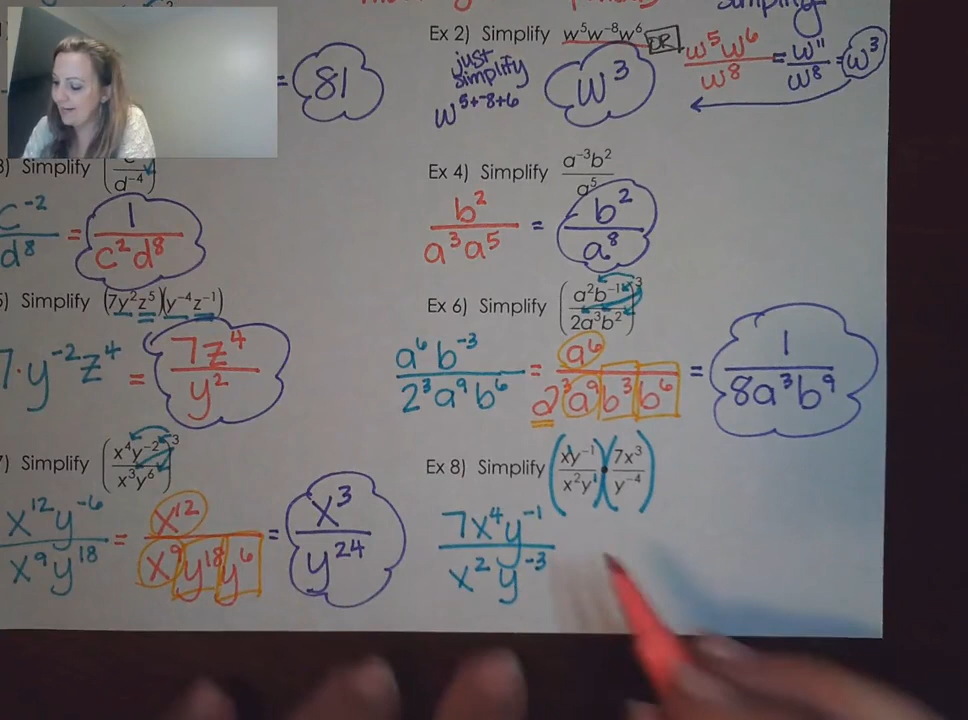 Ex 2) Simplify w⁵w⁻⁸w⁶ OR w⁵w⁶/w⁸ = w¹¹/w⁸ = w³
just
simplify
w⁵⁺⁻⁸⁺⁶
w³
= 81
3) Simplify
d⁻⁴
c⁻²/d⁸ = 1/c²d⁸
Ex 4) Simplify a⁻³b²/a⁵
b²/a³a⁵ = b²/a⁸
5) Simplify (7y²z⁵)(y⁻⁴z⁻¹)
7·y⁻²z⁴ = 7z⁴/y²
Ex 6) Simplify (a²b⁻¹/2a³b²)³
a⁶b⁻³/2³a⁹b⁶ = a⁶/2³a⁹b³b⁶ = 1/8a³b⁹
7) Simplify (x⁴y⁻²/x³y⁶)³
x¹²y⁻⁶/x⁹y¹⁸ = x¹²/x⁹y¹⁸y⁶ = x³/y²⁴
Ex 8) Simplify (xy⁻¹/x²y¹)·(7x³/y⁻⁴)
7x⁴y⁻¹/x²y⁻³